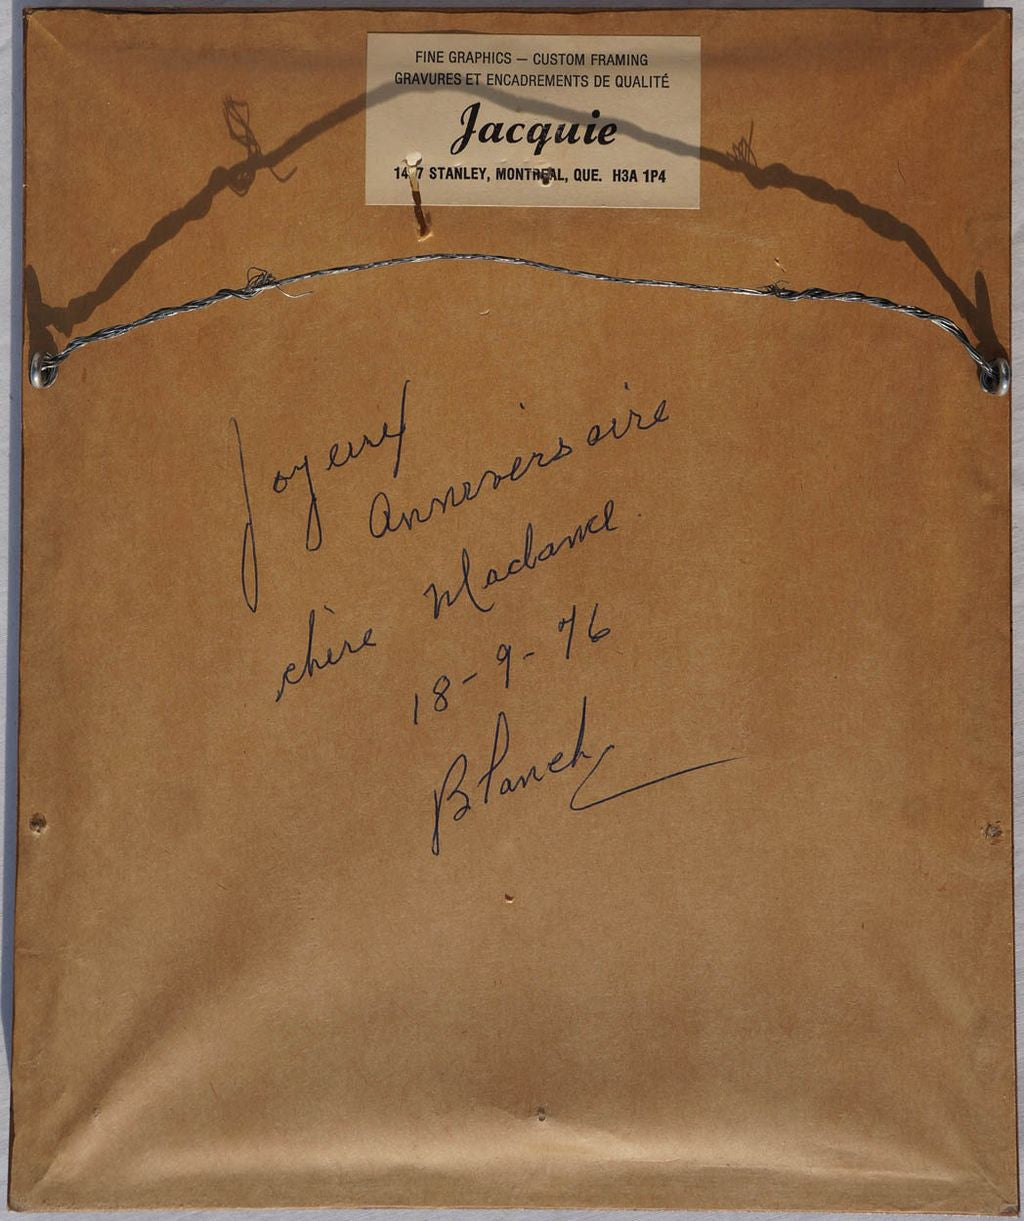 FINE GRAPHICS — CUSTOM FRAMING
GRAVURES ET ENCADREMENTS DE QUALITÉ
Jacquie
STANLEY, MONTREAL, QUE. H3A 1P4
Joyeux
Anniversaire
chère Madame.
18-9-76
Blanch